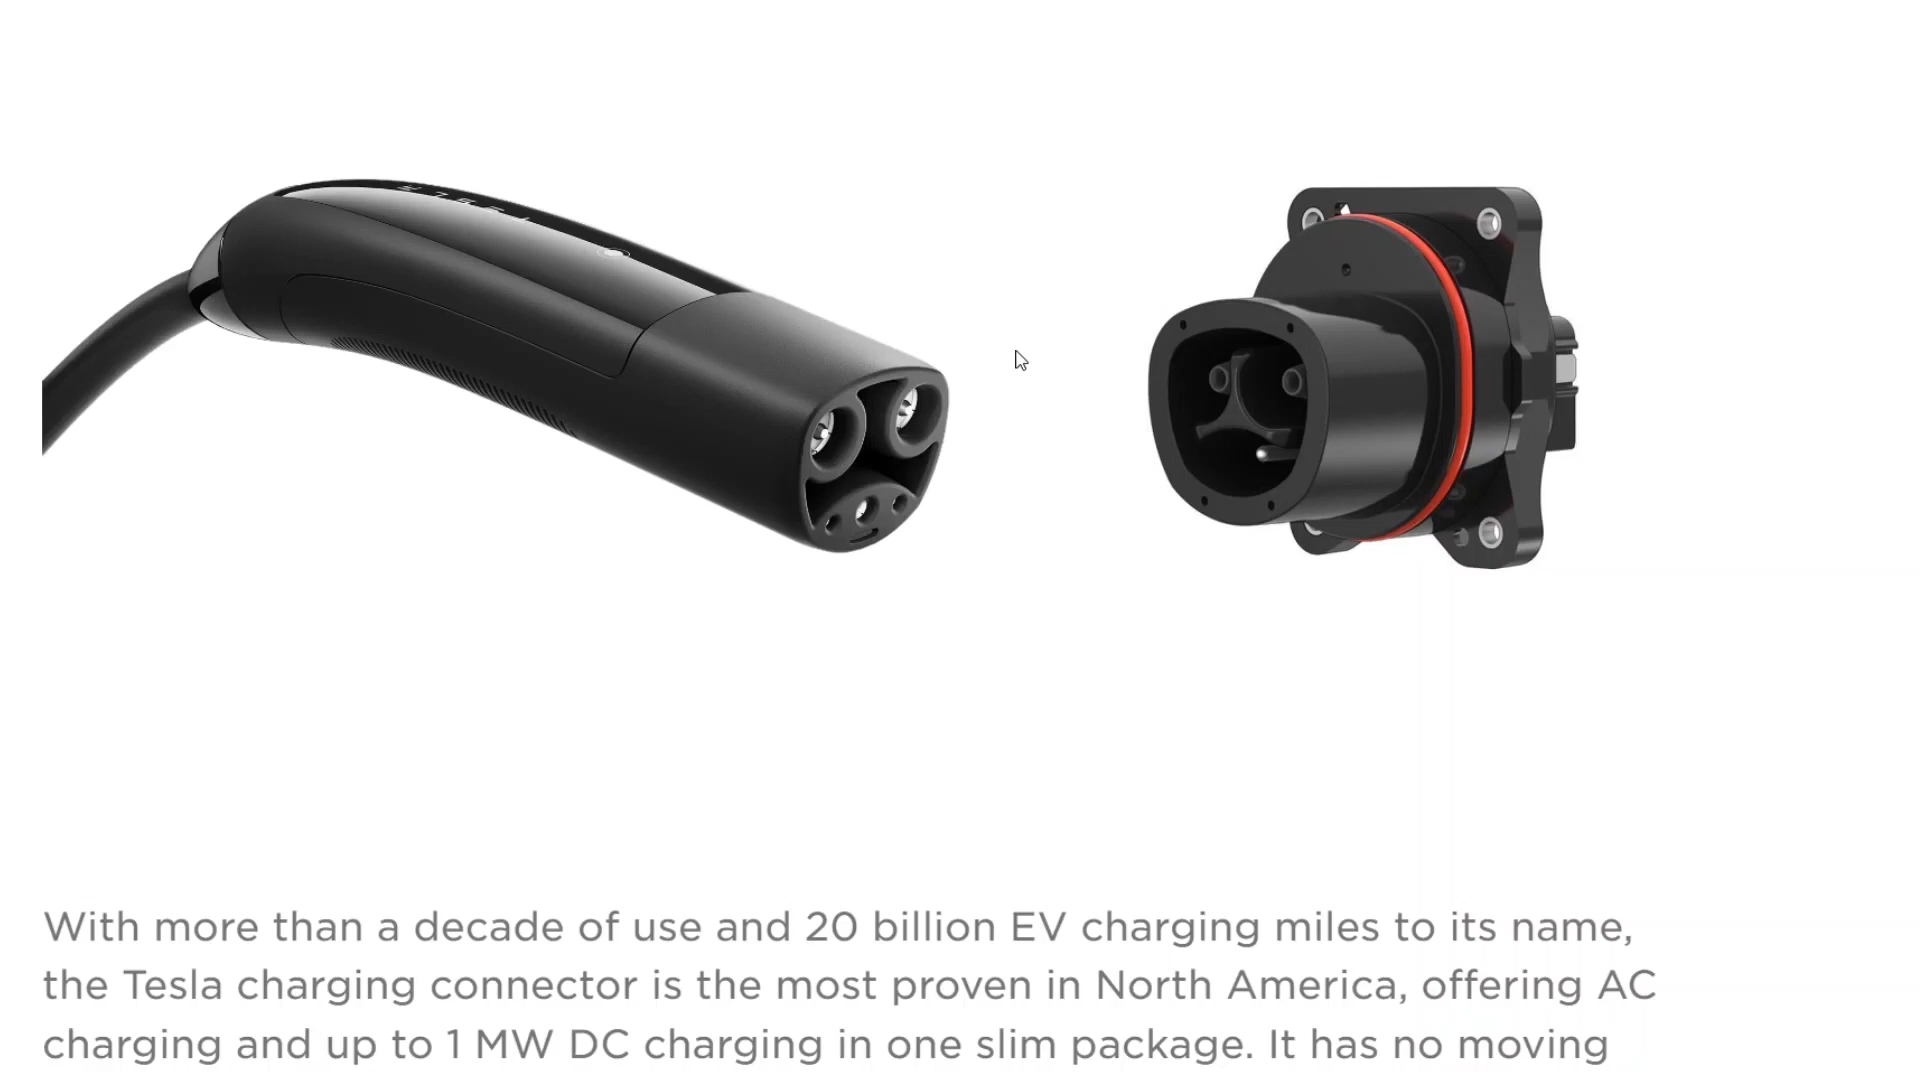 TESLA
With more than a decade of use and 20 billion EV charging miles to its name,
the Tesla charging connector is the most proven in North America, offering AC
charging and up to 1 MW DC charging in one slim package. It has no moving